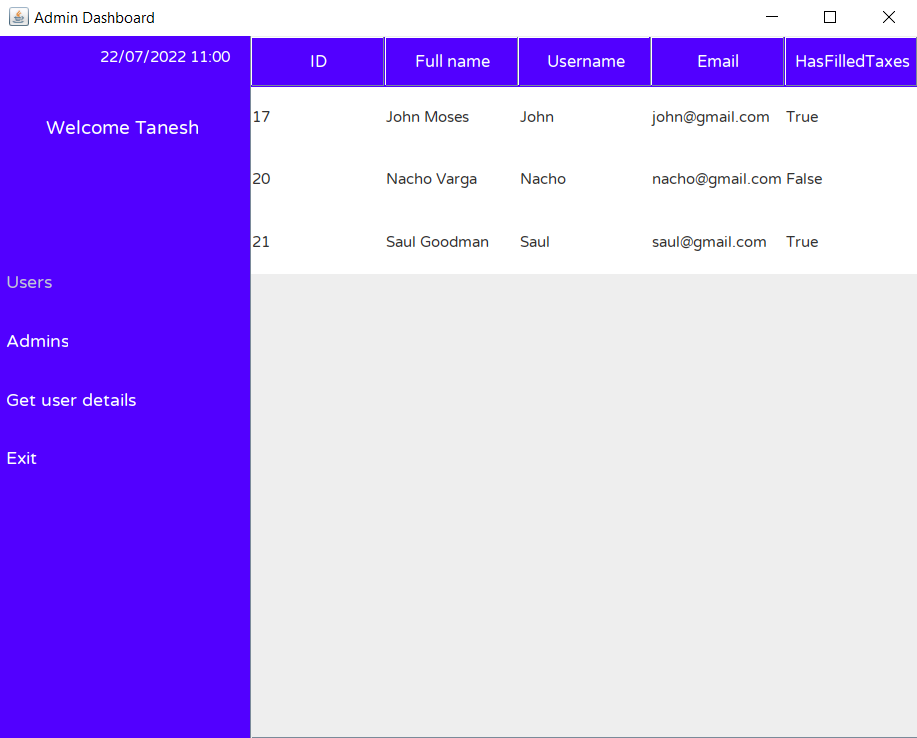 Admin Dashboard
22/07/2022 11:00
Welcome Tanesh
Users
Admins
Get user details
Exit
ID Full name Username Email HasFilledTaxes
17 John Moses John john@gmail.com True
20 Nacho Varga Nacho nacho@gmail.com False
21 Saul Goodman Saul saul@gmail.com True